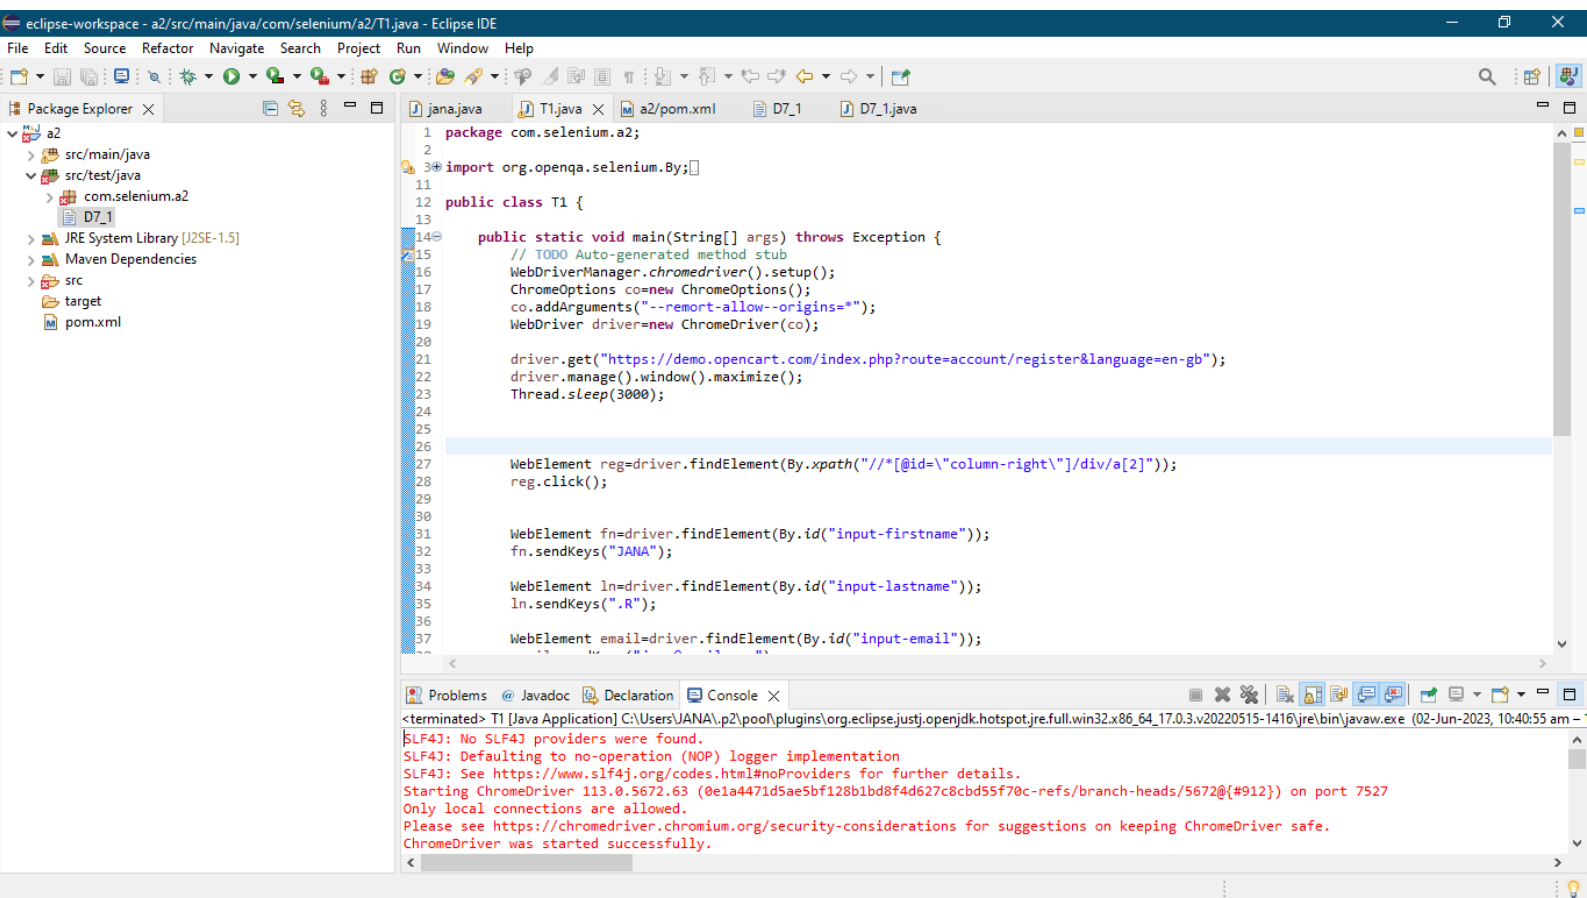 eclipse-workspace - a2/src/main/java/com/selenium/a2/T1.java - Eclipse IDE
File Edit Source Refactor Navigate Search Project Run Window Help
Package Explorer
a2
src/main/java
src/test/java
com.selenium.a2
D7_1
JRE System Library [J2SE-1.5]
Maven Dependencies
src
target
pom.xml
jana.java T1.java a2/pom.xml D7_1 D7_1.java
1 package com.selenium.a2;
2
3 import org.openqa.selenium.By;
11
12 public class T1 {
13
14 public static void main(String[] args) throws Exception {
15 // TODO Auto-generated method stub
16 WebDriverManager.chromedriver().setup();
17 ChromeOptions co=new ChromeOptions();
18 co.addArguments("--remort-allow--origins=*");
19 WebDriver driver=new ChromeDriver(co);
20
21 driver.get("https://demo.opencart.com/index.php?route=account/register&language=en-gb");
22 driver.manage().window().maximize();
23 Thread.sleep(3000);
24
25
26
27 WebElement reg=driver.findElement(By.xpath("//*[@id=\"column-right\"]/div/a[2]"));
28 reg.click();
29
30
31 WebElement fn=driver.findElement(By.id("input-firstname"));
32 fn.sendKeys("JANA");
33
34 WebElement ln=driver.findElement(By.id("input-lastname"));
35 ln.sendKeys(".R");
36
37 WebElement email=driver.findElement(By.id("input-email"));
Problems Javadoc Declaration Console
<terminated> T1 [Java Application] C:\Users\JANA\.p2\pool\plugins\org.eclipse.justj.openjdk.hotspot.jre.full.win32.x86_64_17.0.3.v20220515-1416\jre\bin\javaw.exe (02-Jun-2023, 10:40:55 am –
SLF4J: No SLF4J providers were found.
SLF4J: Defaulting to no-operation (NOP) logger implementation
SLF4J: See https://www.slf4j.org/codes.html#noProviders for further details.
Starting ChromeDriver 113.0.5672.63 (0e1a4471d5ae5bf128b1bd8f4d627c8cbd55f70c-refs/branch-heads/5672@{#912}) on port 7527
Only local connections are allowed.
Please see https://chromedriver.chromium.org/security-considerations for suggestions on keeping ChromeDriver safe.
ChromeDriver was started successfully.